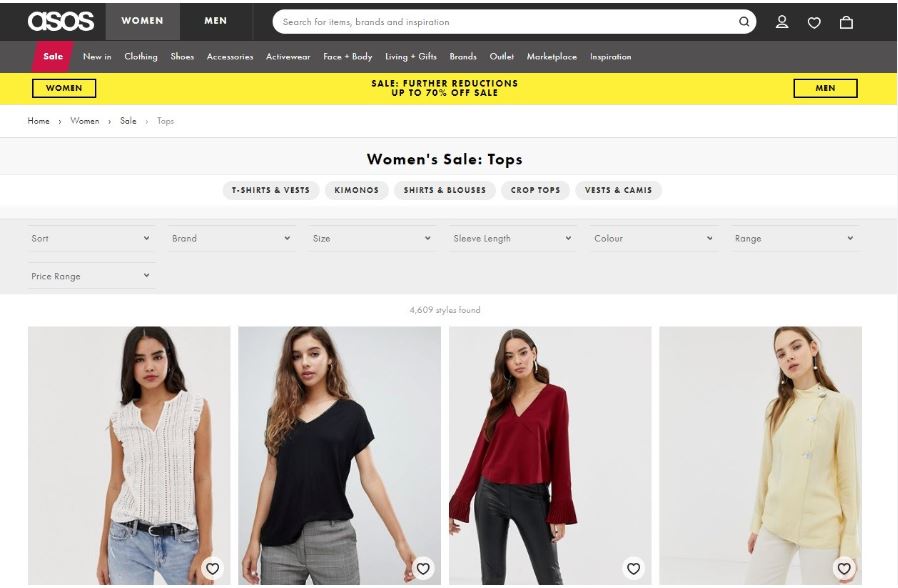 asos
WOMEN
MEN
Search for items, brands and inspiration
Sale
New in
Clothing
Shoes
Accessories
Activewear
Face + Body
Living + Gifts
Brands
Outlet
Marketplace
Inspiration
WOMEN
SALE: FURTHER REDUCTIONS
UP TO 70% OFF SALE
MEN
Home › Women › Sale › Tops
Women's Sale: Tops
T-SHIRTS & VESTS
KIMONOS
SHIRTS & BLOUSES
CROP TOPS
VESTS & CAMIS
Sort
Brand
Size
Sleeve Length
Colour
Range
Price Range
4,609 styles found